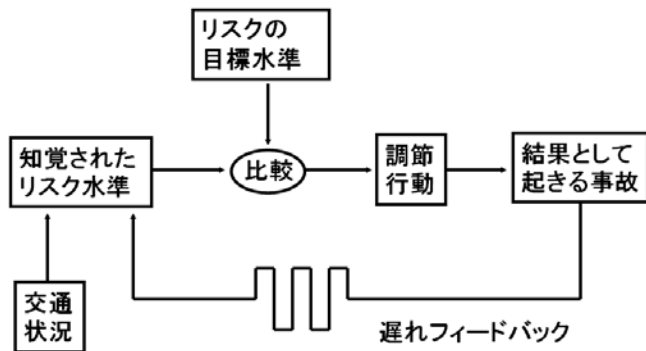 リスクの
目標水準
知覚された
リスク水準
比較
調節
行動
結果として
起きる事故
交通
状況
遅れフィードバック